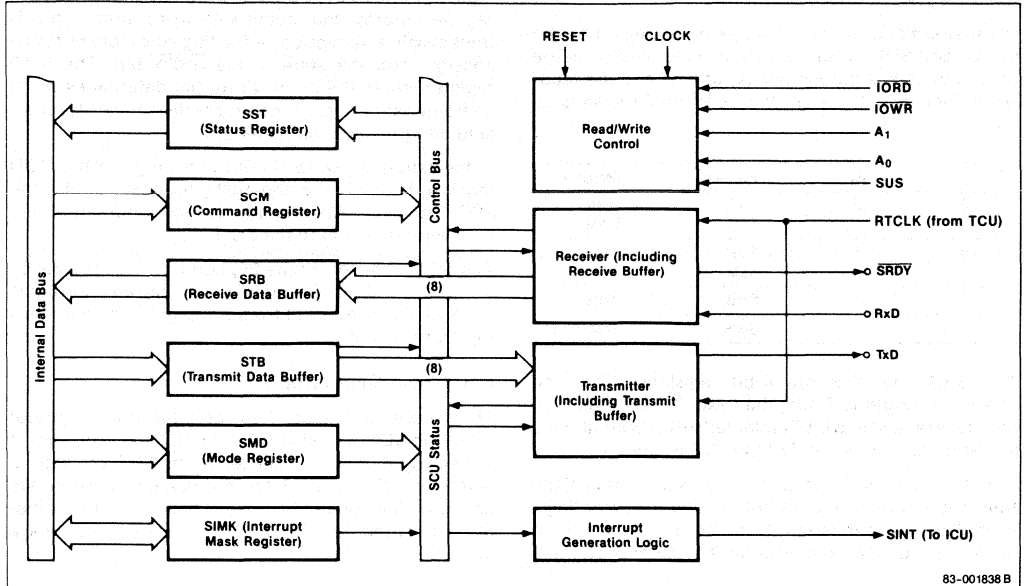 RESET
CLOCK
Internal Data Bus
SST
(Status Register)
SCM
(Command Register)
SRB
(Receive Data Buffer)
STB
(Transmit Data Buffer)
SMD
(Mode Register)
SIMK (Interrupt
Mask Register)
Control Bus
SCU Status
(8)
(8)
Read/Write
Control
Receiver (Including
Receive Buffer)
Transmitter
(Including Transmit
Buffer)
Interrupt
Generation Logic
IORD
IOWR
A1
A0
SUS
RTCLK (from TCU)
SRDY
RxD
TxD
SINT (To ICU)
83-001838 B